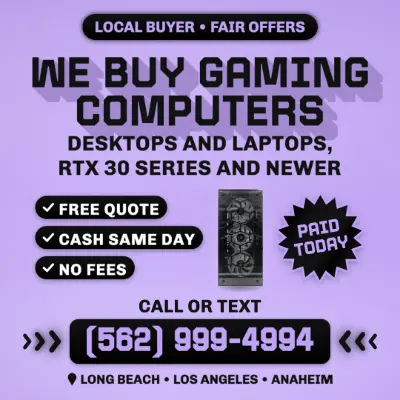 LOCAL BUYER • FAIR OFFERS
WE BUY GAMING
COMPUTERS
DESKTOPS AND LAPTOPS,
RTX 30 SERIES AND NEWER
FREE QUOTE
CASH SAME DAY
NO FEES
PAID
TODAY
CALL OR TEXT
(562) 999-4994
LONG BEACH • LOS ANGELES • ANAHEIM